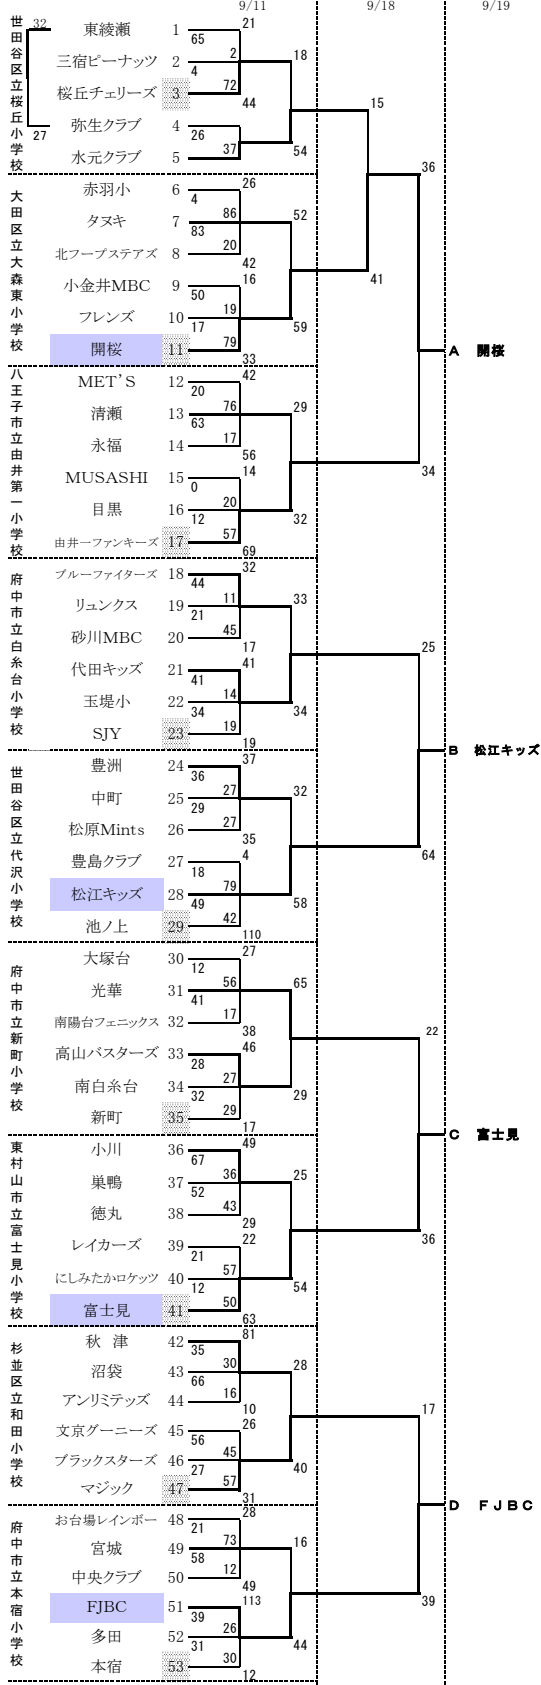 9/11 9/18 9/19
世田谷区立桜丘小学校
32
27
東綾瀬 1 21
65
三宿ピーナッツ 2 2
4
18
桜丘チェリーズ 3 72
44
15
弥生クラブ 4
26
37
54
水元クラブ 5
36
大田区立大森東小学校
赤羽小 6 26
4
タヌキ 7 86
83
52
北フープステアズ 8 20
42
41
小金井MBC 9 16
50
フレンズ 10 19
17
59
開桜 11 79
33
A 開桜
八王子市立由井第一小学校
MET'S 12 42
20
清瀬 13 76
63
29
永福 14 17
56
34
MUSASHI 15 14
0
目黒 16 20
12
32
由井一ファンキーズ 17 57
69
府中市立白糸台小学校
ブルーファイターズ 18 32
44
リュンクス 19 11
21
33
砂川MBC 20 45
17
25
代田キッズ 21 41
41
玉堤小 22 14
34
34
SJY 23 19
19
B 松江キッズ
世田谷区立代沢小学校
豊洲 24 37
36
中町 25 27
29
32
松原Mints 26 27
35
64
豊島クラブ 27 4
18
松江キッズ 28 79
49
58
池ノ上 29 42
110
府中市立新町小学校
大塚台 30 27
12
光華 31 56
41
65
南陽台フェニックス 32 17
38
22
高山バスターズ 33 46
28
南白糸台 34 27
32
29
新町 35 29
17
C 富士見
東村山市立富士見小学校
小川 36 49
67
巣鴨 37 36
52
25
徳丸 38 43
29
36
レイカーズ 39 22
21
にしみたかロケッツ 40 57
12
54
富士見 41 50
63
杉並区立和田小学校
秋 津 42 81
35
沼袋 43 30
66
28
アンリミテッズ 44 16
10
17
文京グーニーズ 45 26
56
ブラックスターズ 46 45
27
40
マジック 47 57
31
D FJBC
府中市立本宿小学校
お台場レインボー 48 28
21
宮城 49 73
58
16
中央クラブ 50 12
49
39
FJBC 51 113
39
多田 52 26
31
44
本宿 53 30
12